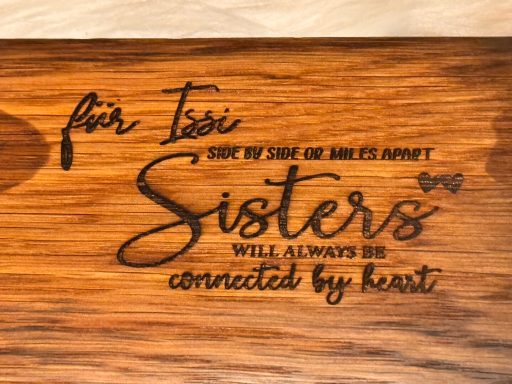 für Issi
SIDE BY SIDE OR MILES APART
Sisters
WILL ALWAYS BE
connected by heart